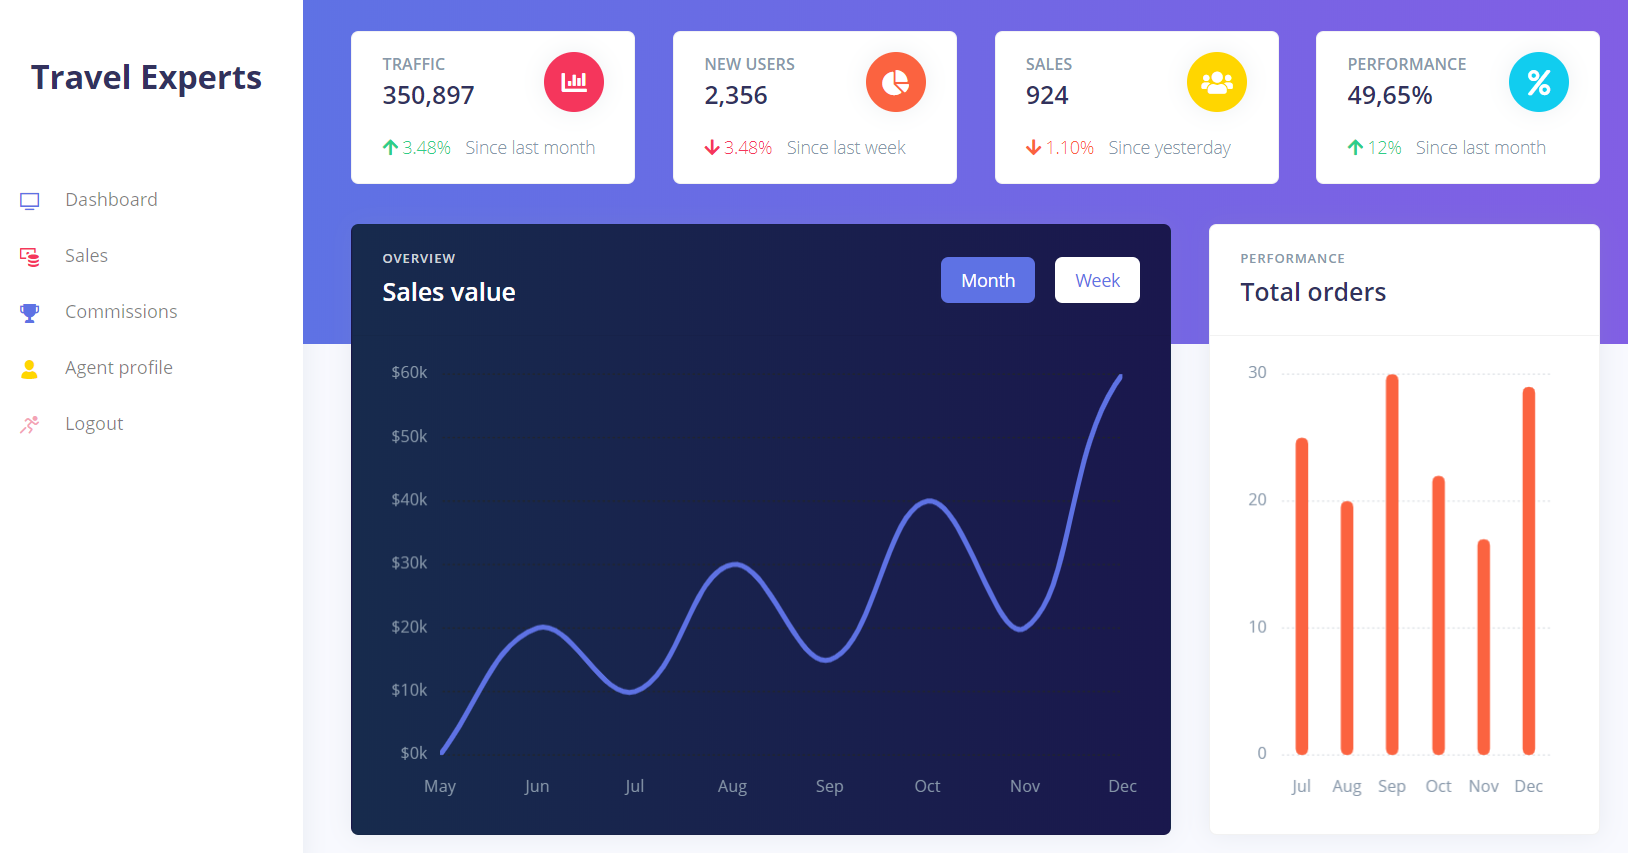 Travel Experts
Dashboard
Sales
Commissions
Agent profile
Logout
TRAFFIC
350,897
3.48% Since last month
NEW USERS
2,356
3.48% Since last week
SALES
924
1.10% Since yesterday
PERFORMANCE
49,65%
12% Since last month
OVERVIEW
Sales value
Month
Week
$60k
$50k
$40k
$30k
$20k
$10k
$0k
May Jun Jul Aug Sep Oct Nov Dec
PERFORMANCE
Total orders
30
20
10
0
Jul Aug Sep Oct Nov Dec